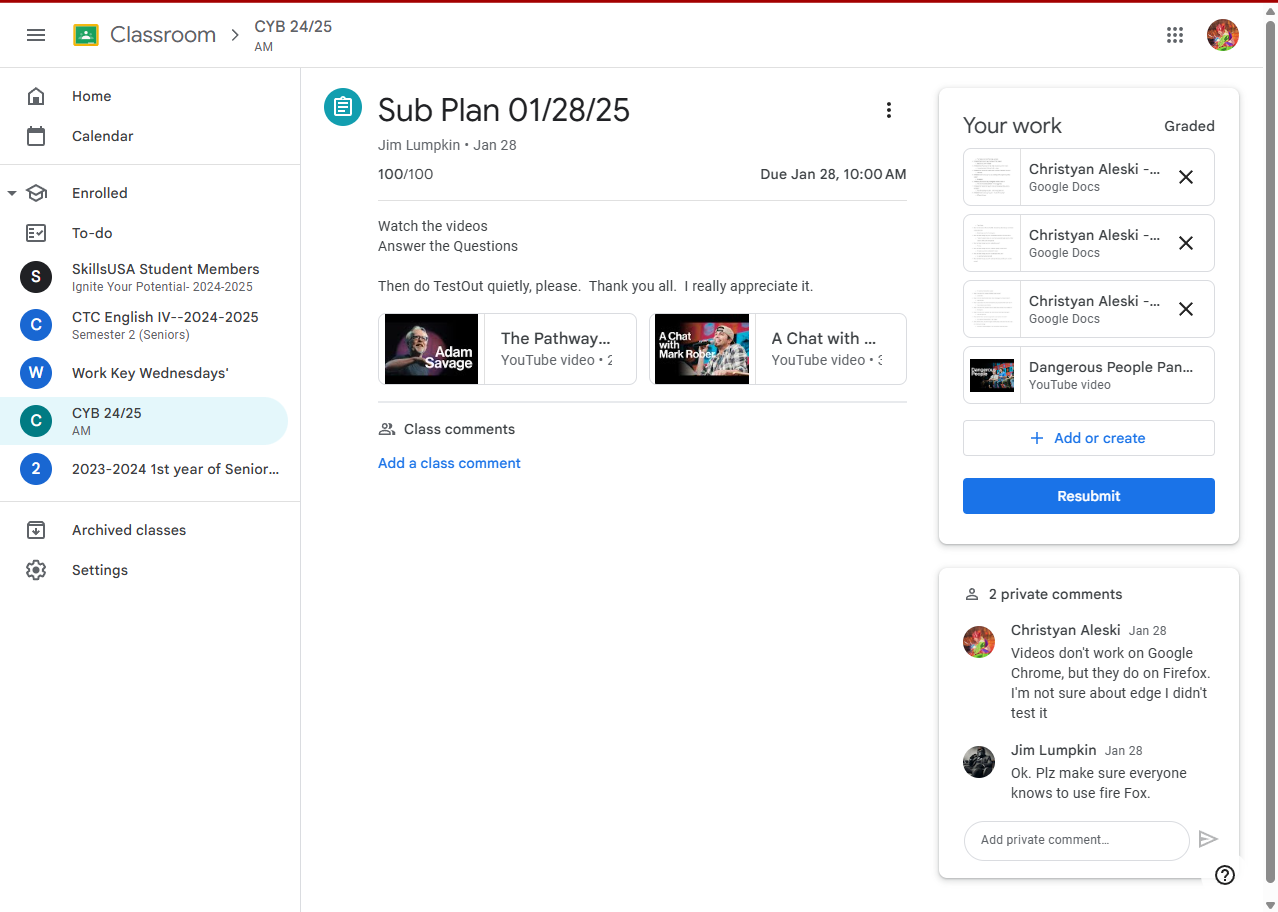 Classroom
CYB 24/25
AM
Home
Calendar
Enrolled
To-do
S
SkillsUSA Student Members
Ignite Your Potential- 2024-2025
C
CTC English IV--2024-2025
Semester 2 (Seniors)
W
Work Key Wednesdays'
C
CYB 24/25
AM
2
2023-2024 1st year of Senior...
Archived classes
Settings
Sub Plan 01/28/25
Jim Lumpkin • Jan 28
100/100
Due Jan 28, 10:00 AM
Watch the videos
Answer the Questions
Then do TestOut quietly, please.  Thank you all.  I really appreciate it.
Adam
Savage
The Pathway...
YouTube video • 2
A Chat
with
Mark Rober
A Chat with ...
YouTube video •
Class comments
Add a class comment
Your work
Graded
Christyan Aleski -...
Google Docs
Christyan Aleski -...
Google Docs
Christyan Aleski -...
Google Docs
Dangerous
People
Dangerous People Pan...
YouTube video
Add or create
Resubmit
2 private comments
Christyan Aleski Jan 28
Videos don't work on Google
Chrome, but they do on Firefox.
I'm not sure about edge I didn't
test it
Jim Lumpkin Jan 28
Ok. Plz make sure everyone
knows to use fire Fox.
Add private comment...